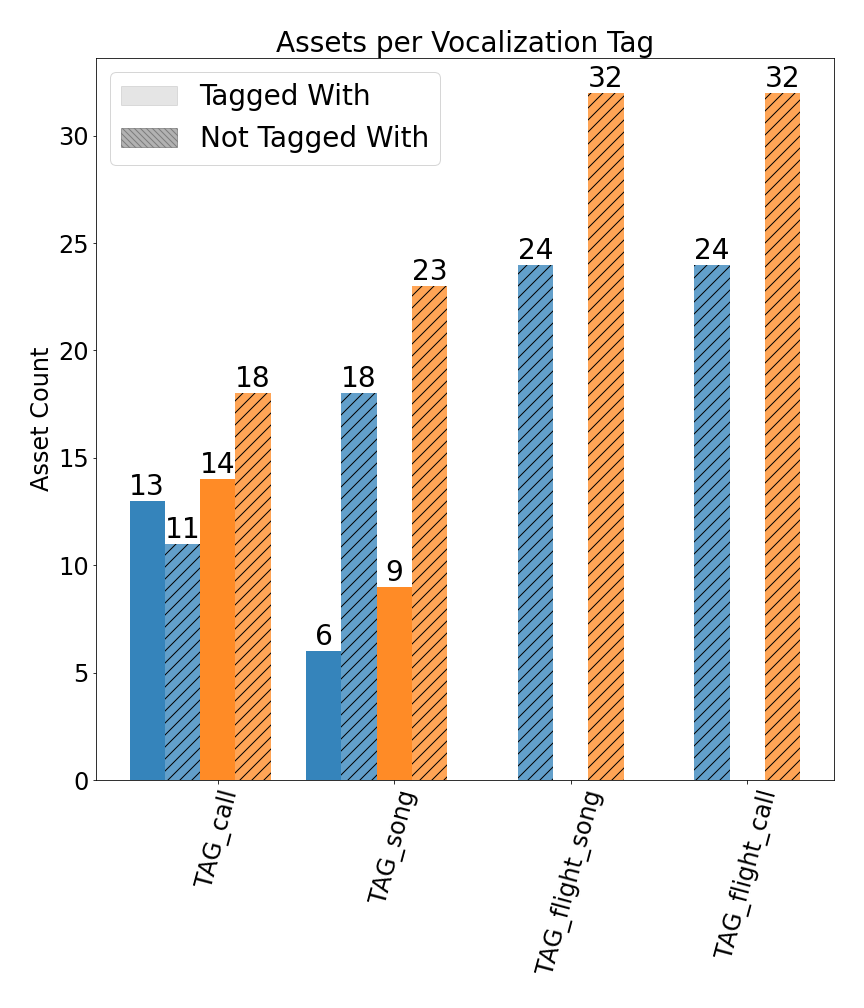 Assets per Vocalization Tag
Tagged With
Not Tagged With
Asset Count
30
25
20
15
10
5
0
13
11
14
18
6
18
9
23
24
32
24
32
TAG_call
TAG_song
TAG_flight_song
TAG_flight_call